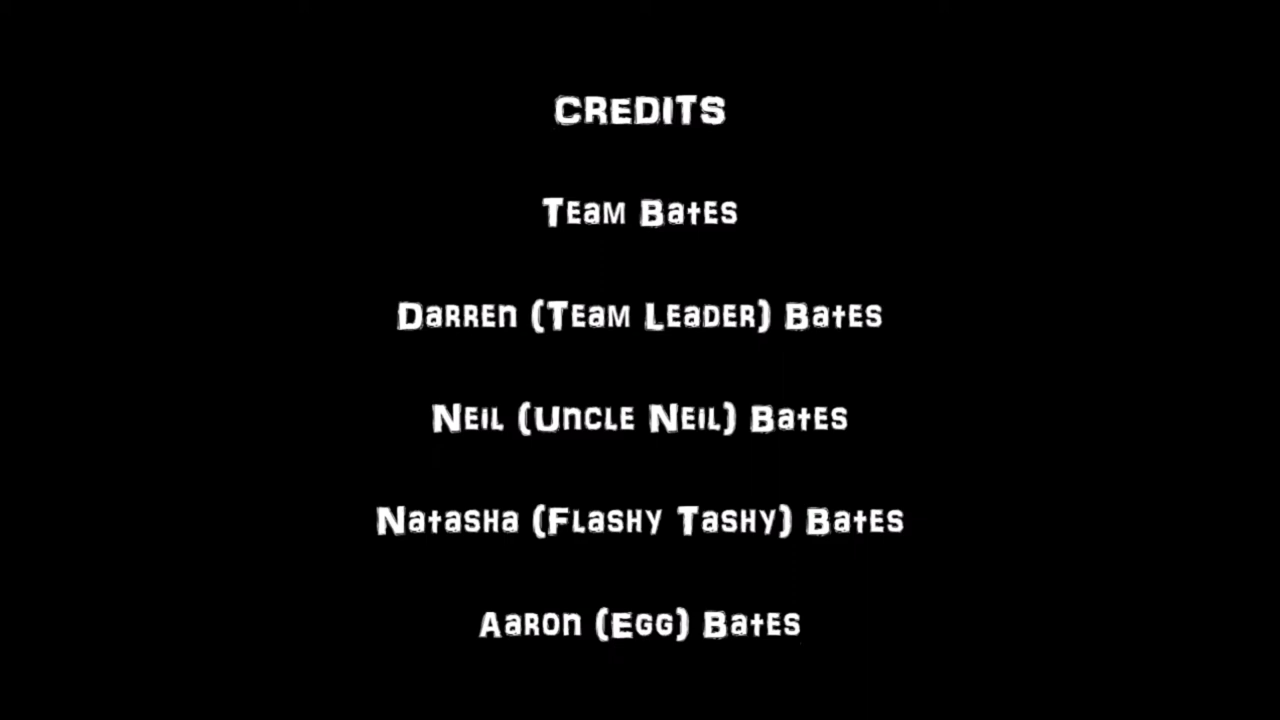 CREDITS
Team Bates
Darren (Team Leader) Bates
Neil (Uncle Neil) Bates
Natasha (Flashy Tashy) Bates
Aaron (Egg) Bates